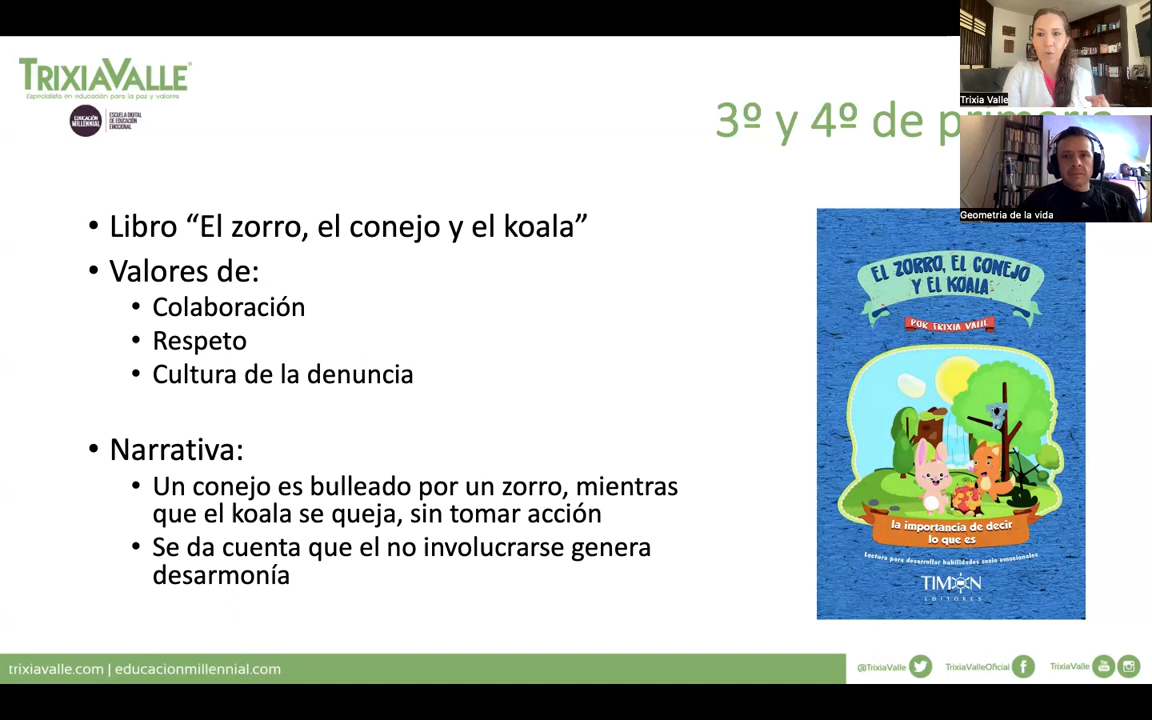 TRIXIAVALLE®
Especialista en educación para la paz y valores
EDUCACIÓN
MILLENNIAL
ESCUELA DIGITAL
DE EDUCACIÓN
EMOCIONAL
3º y 4º de primaria
Trixia Valle
Geometria de la vida
• Libro “El zorro, el conejo y el koala”
• Valores de:
• Colaboración
• Respeto
• Cultura de la denuncia
• Narrativa:
• Un conejo es bulleado por un zorro, mientras
que el koala se queja, sin tomar acción
• Se da cuenta que el no involucrarse genera
desarmonía
EL ZORRO, EL CONEJO
Y EL KOALA
POR TRIXIA VALLE
la importancia de decir
lo que es
Lectura para desarrollar habilidades socio emocionales
TIMON
EDITORES
trixiavalle.com | educacionmillennial.com
@TrixiaValle
TrixiaValleOficial
TrixiaValle